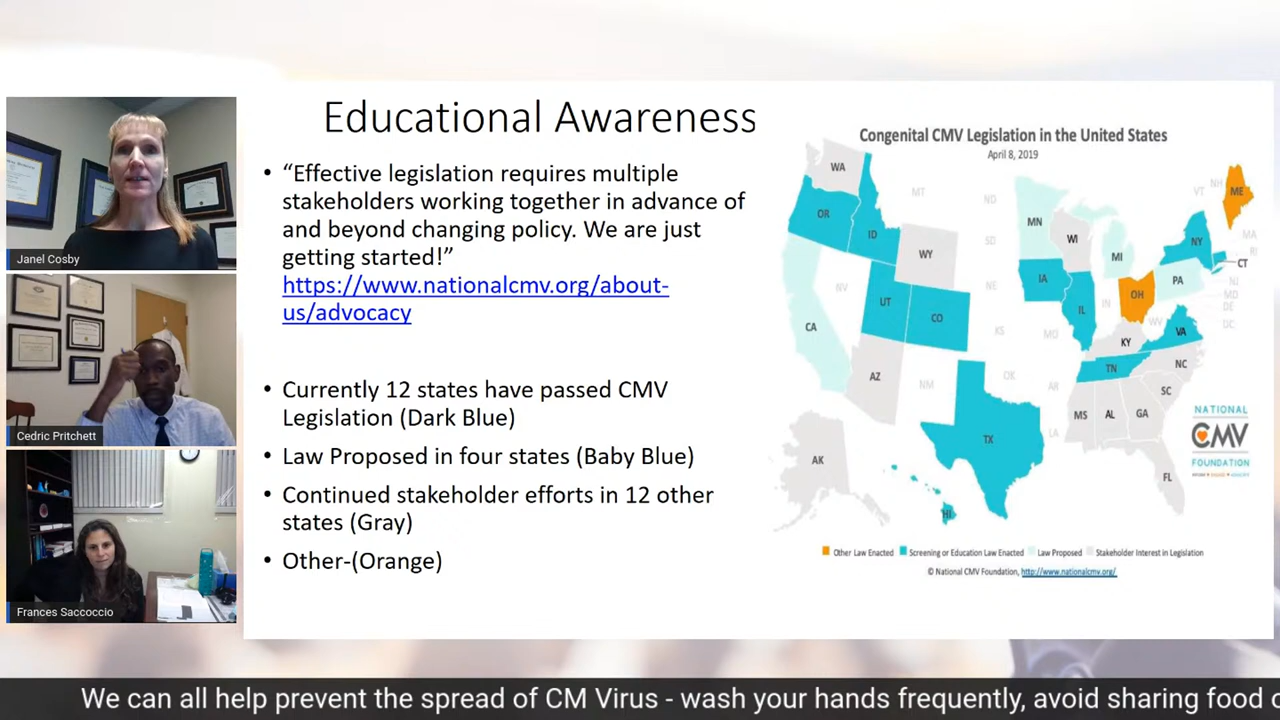 Educational Awareness
• “Effective legislation requires multiple
stakeholders working together in advance of
and beyond changing policy. We are just
getting started!”
https://www.nationalcmv.org/about-
us/advocacy
• Currently 12 states have passed CMV
Legislation (Dark Blue)
• Law Proposed in four states (Baby Blue)
• Continued stakeholder efforts in 12 other
states (Gray)
• Other-(Orange)
Congenital CMV Legislation in the United States
April 8, 2019
WA
MT
ND
MN
VT
NH
ME
OR
ID
SD
WI
MI
NY
MA
RI
CT
WY
NV
NE
IA
PA
NJ
UT
CO
IL
IN
OH
MD
DE
DC
CA
KS
MO
KY
WV
VA
AZ
NM
OK
AR
TN
NC
SC
TX
LA
MS
AL
GA
AK
FL
HI
NATIONAL
CMV
FOUNDATION
Other Law Enacted
Screening or Education Law Enacted
Law Proposed
Stakeholder Interest in Legislation
© National CMV Foundation, http://www.nationalcmv.org/
Janel Cosby
Cedric Pritchett
Frances Saccoccio
We can all help prevent the spread of CM Virus - wash your hands frequently, avoid sharing food